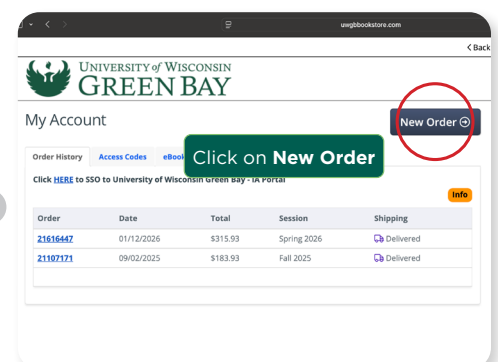 uwgbbookstore.com
< Back
UNIVERSITY of WISCONSIN
GREEN BAY
My Account
New Order
Click on New Order
Order History Access Codes
Click HERE to SSO to University of Wisconsin Green Bay - IA Portal
Info
Order Date Total Session Shipping
21616447 01/12/2026 $315.93 Spring 2026 Delivered
21107171 09/02/2025 $183.93 Fall 2025 Delivered